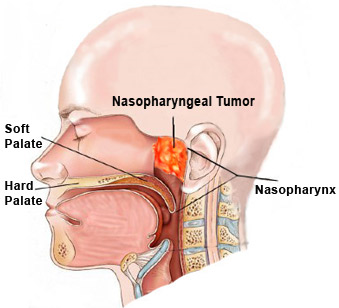 Nasopharyngeal Tumor
Soft
Palate
Hard
Palate
Nasopharynx